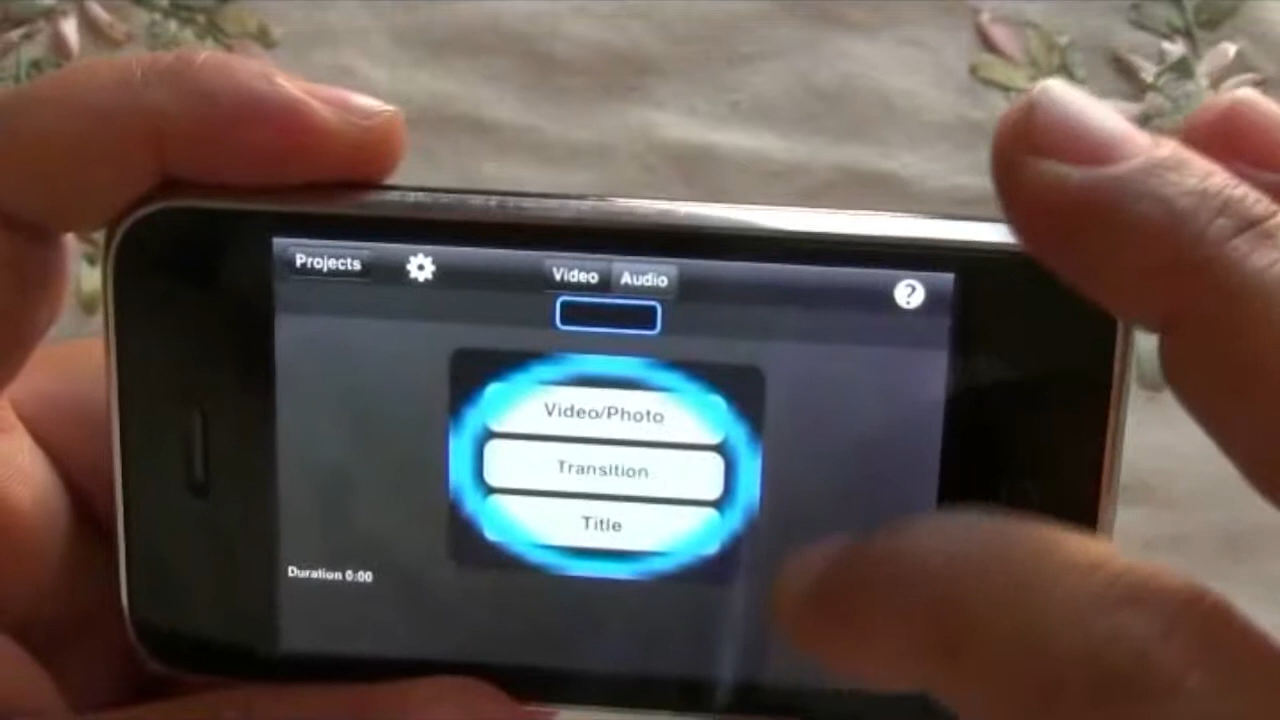 Projects
Video Audio
?
Video/Photo
Transition
Title
Duration 0:00